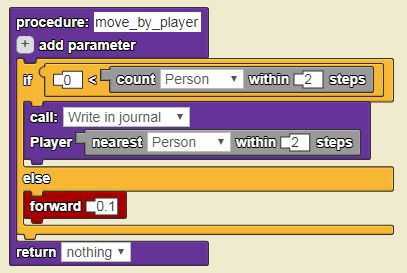 procedure: move_by_player
+ add parameter
if 0 < count Person within 2 steps
call: Write in journal
Player nearest Person within 2 steps
else
forward 0.1
return nothing